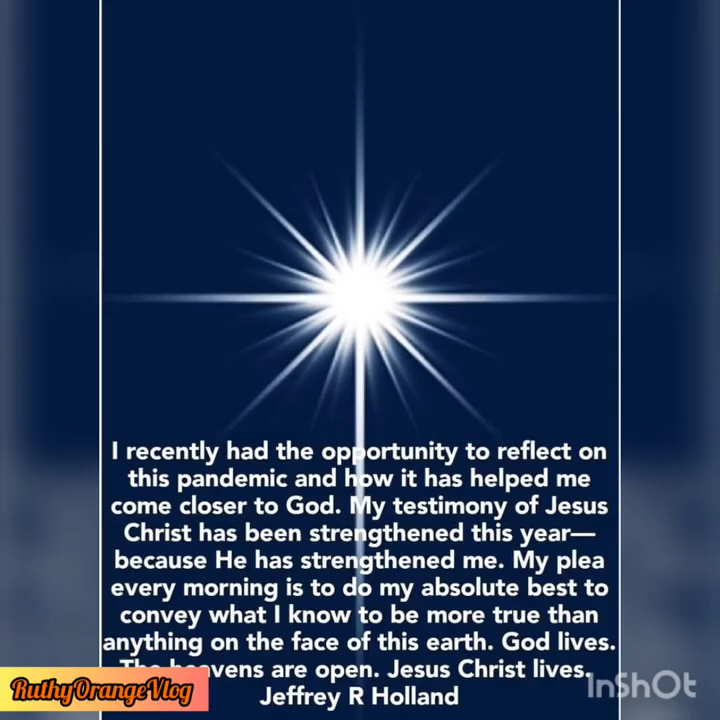 I recently had the opportunity to reflect on
this pandemic and how it has helped me
come closer to God. My testimony of Jesus
Christ has been strengthened this year—
because He has strengthened me. My plea
every morning is to do my absolute best to
convey what I know to be more true than
anything on the face of this earth. God lives.
The heavens are open. Jesus Christ lives.
Jeffrey R Holland
RuthyOrangeVlog
InShOt